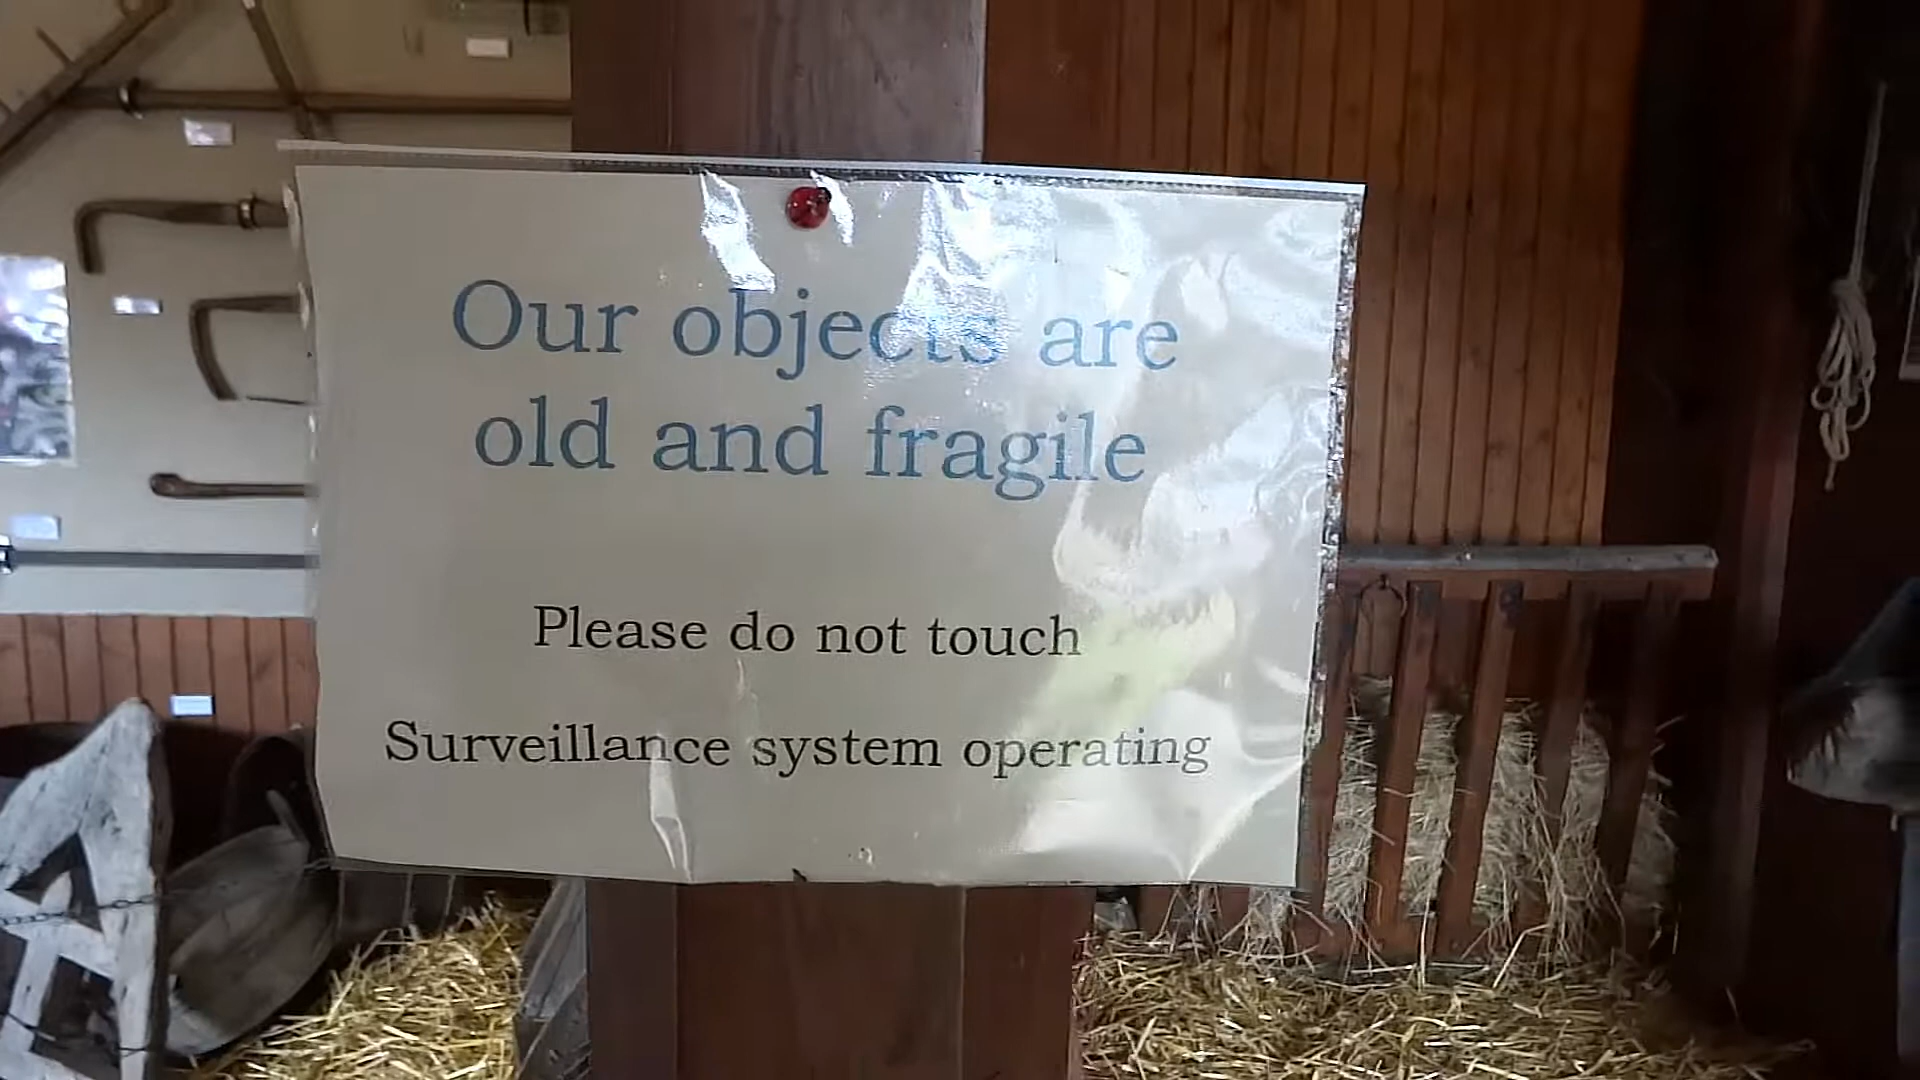 Our objects are
old and fragile
Please do not touch
Surveillance system operating